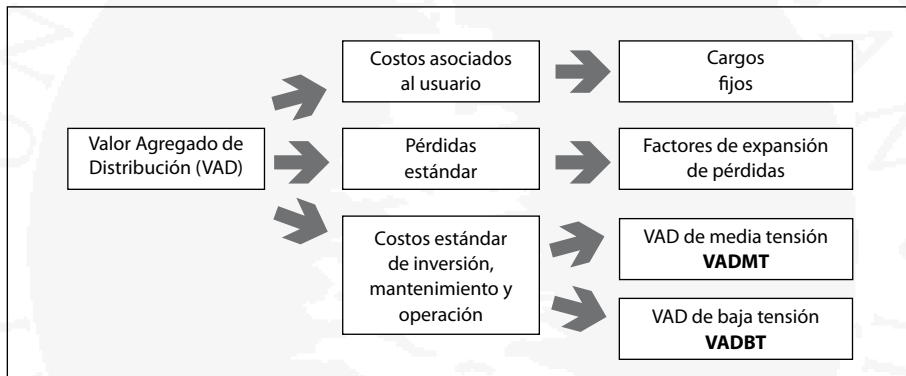 Valor Agregado de
Distribución (VAD)
Costos asociados
al usuario
Cargos
fijos
Pérdidas
estándar
Factores de expansión
de pérdidas
Costos estándar
de inversión,
mantenimiento y
operación
VAD de media tensión
VADMT
VAD de baja tensión
VADBT